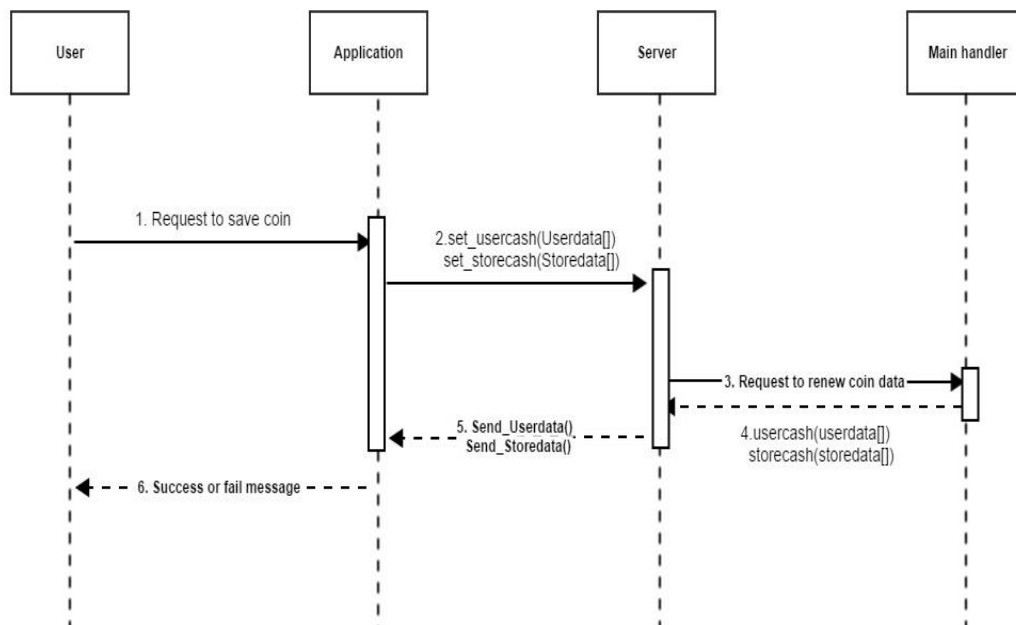 User
Application
Server
Main handler
1. Request to save coin
2.set_usercash(Userdata[])
set_storecash(Storedata[])
3. Request to renew coin data
4.usercash(userdata[])
storecash(storedata[])
5. Send_Userdata()
Send_Storedata()
6. Success or fail message